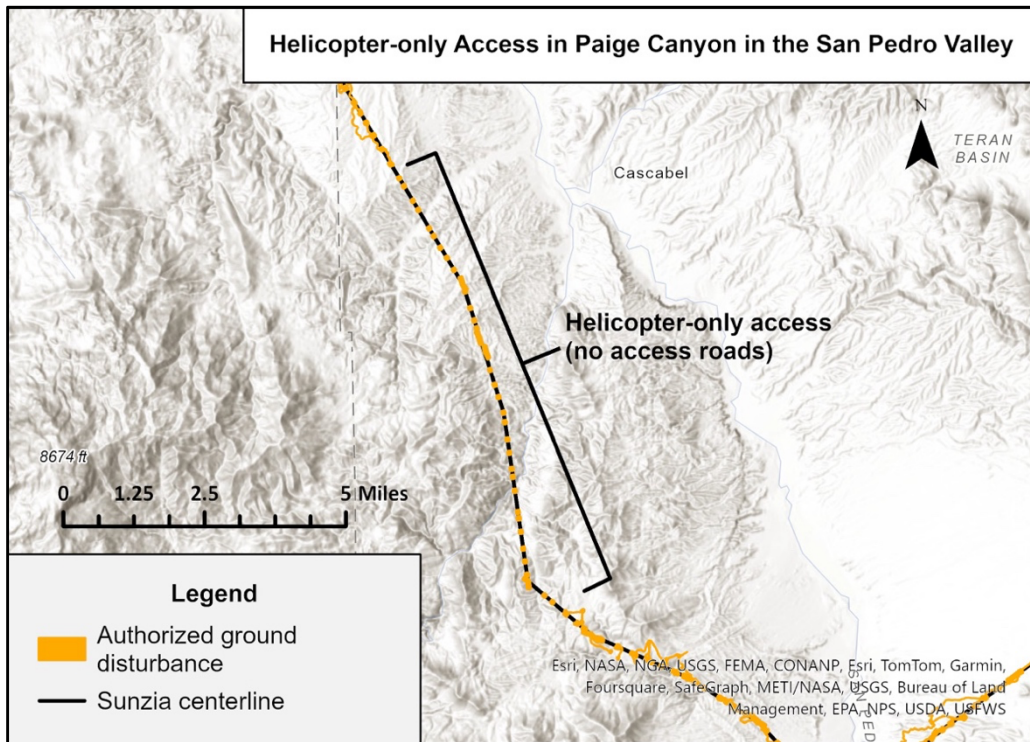 Helicopter-only Access in Paige Canyon in the San Pedro Valley
N
TERAN
BASIN
Cascabel
Helicopter-only access
(no access roads)
8674 ft
0 1.25 2.5 5 Miles
Legend
Authorized ground
disturbance
Sunzia centerline
Esri, NASA, NGA, USGS, FEMA, CONANP, Esri, TomTom, Garmin,
Foursquare, SafeGraph, METI/NASA, USGS, Bureau of Land
Management, EPA, NPS, USDA, USFWS